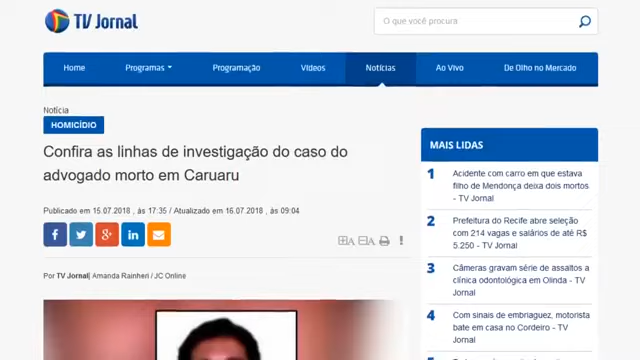 TV Jornal
O que você procura
Home
Programas
Programação
Vídeos
Notícias
Ao Vivo
De Olho no Mercado
Notícia
HOMICÍDIO
Confira as linhas de investigação do caso do
advogado morto em Caruaru
Publicado em 15.07.2018 , às 17:35 / Atualizado em 16.07.2018 , às 09:04
A A
Por TV Jornal| Amanda Rainheri / JC Online
MAIS LIDAS
1
Acidente com carro em que estava
filho de Mendonça deixa dois mortos
- TV Jornal
2
Prefeitura do Recife abre seleção
com 214 vagas e salários de até R$
5.250 - TV Jornal
3
Câmeras gravam série de assaltos a
clínica odontológica em Olinda - TV
Jornal
4
Com sinais de embriaguez, motorista
bate em casa no Cordeiro - TV
Jornal